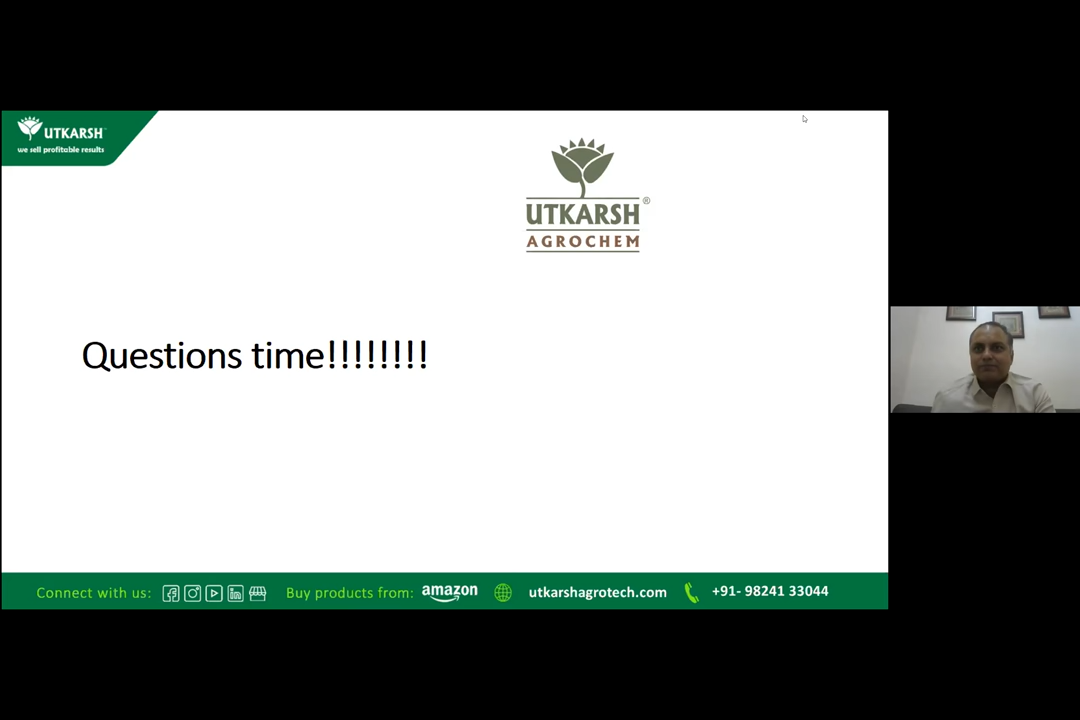 UTKARSH
we sell profitable results
UTKARSH®
AGROCHEM
Questions time!!!!!!!!
Connect with us: Buy products from: amazon utkarshagrotech.com +91- 98241 33044